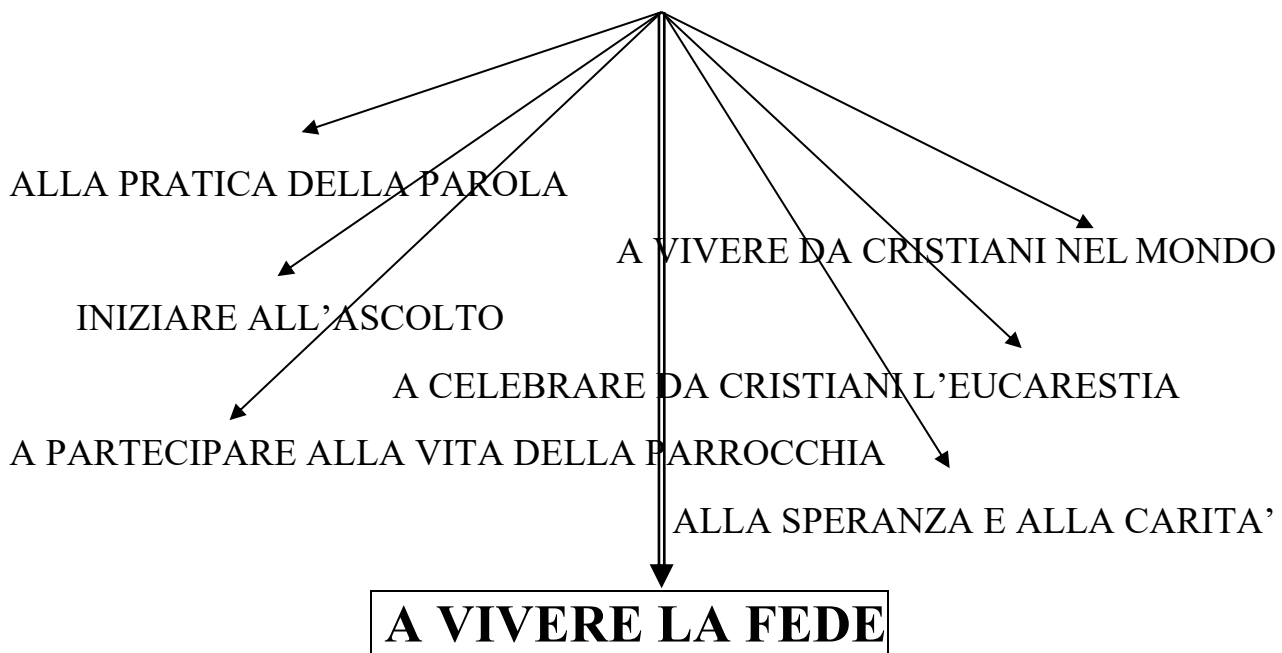 ALLA PRATICA DELLA PAROLA
A VIVERE DA CRISTIANI NEL MONDO
INIZIARE ALL’ASCOLTO
A CELEBRARE DA CRISTIANI L’EUCARESTIA
A PARTECIPARE ALLA VITA DELLA PARROCCHIA
ALLA SPERANZA E ALLA CARITA’
A VIVERE LA FEDE